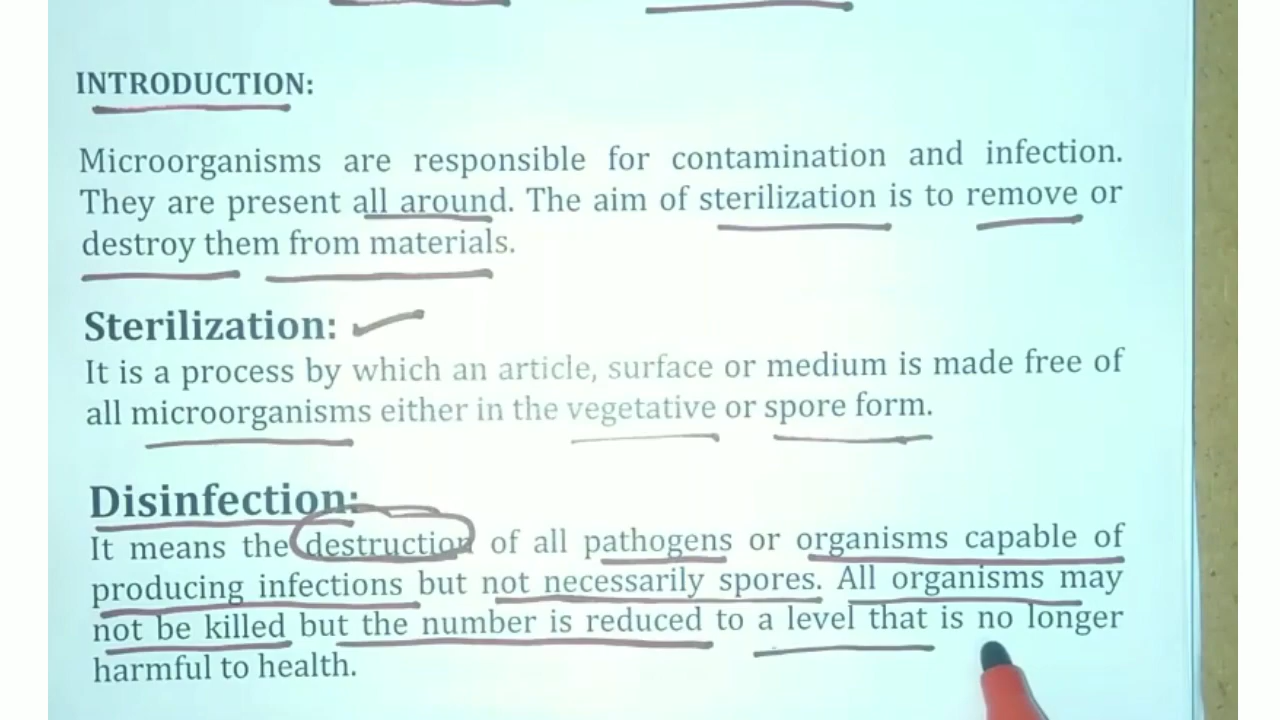 INTRODUCTION:
Microorganisms are responsible for contamination and infection.
They are present all around. The aim of sterilization is to remove or
destroy them from materials.
Sterilization:
It is a process by which an article, surface or medium is made free of
all microorganisms either in the vegetative or spore form.
Disinfection:
It means the destruction of all pathogens or organisms capable of
producing infections but not necessarily spores. All organisms may
not be killed but the number is reduced to a level that is no longer
harmful to health.